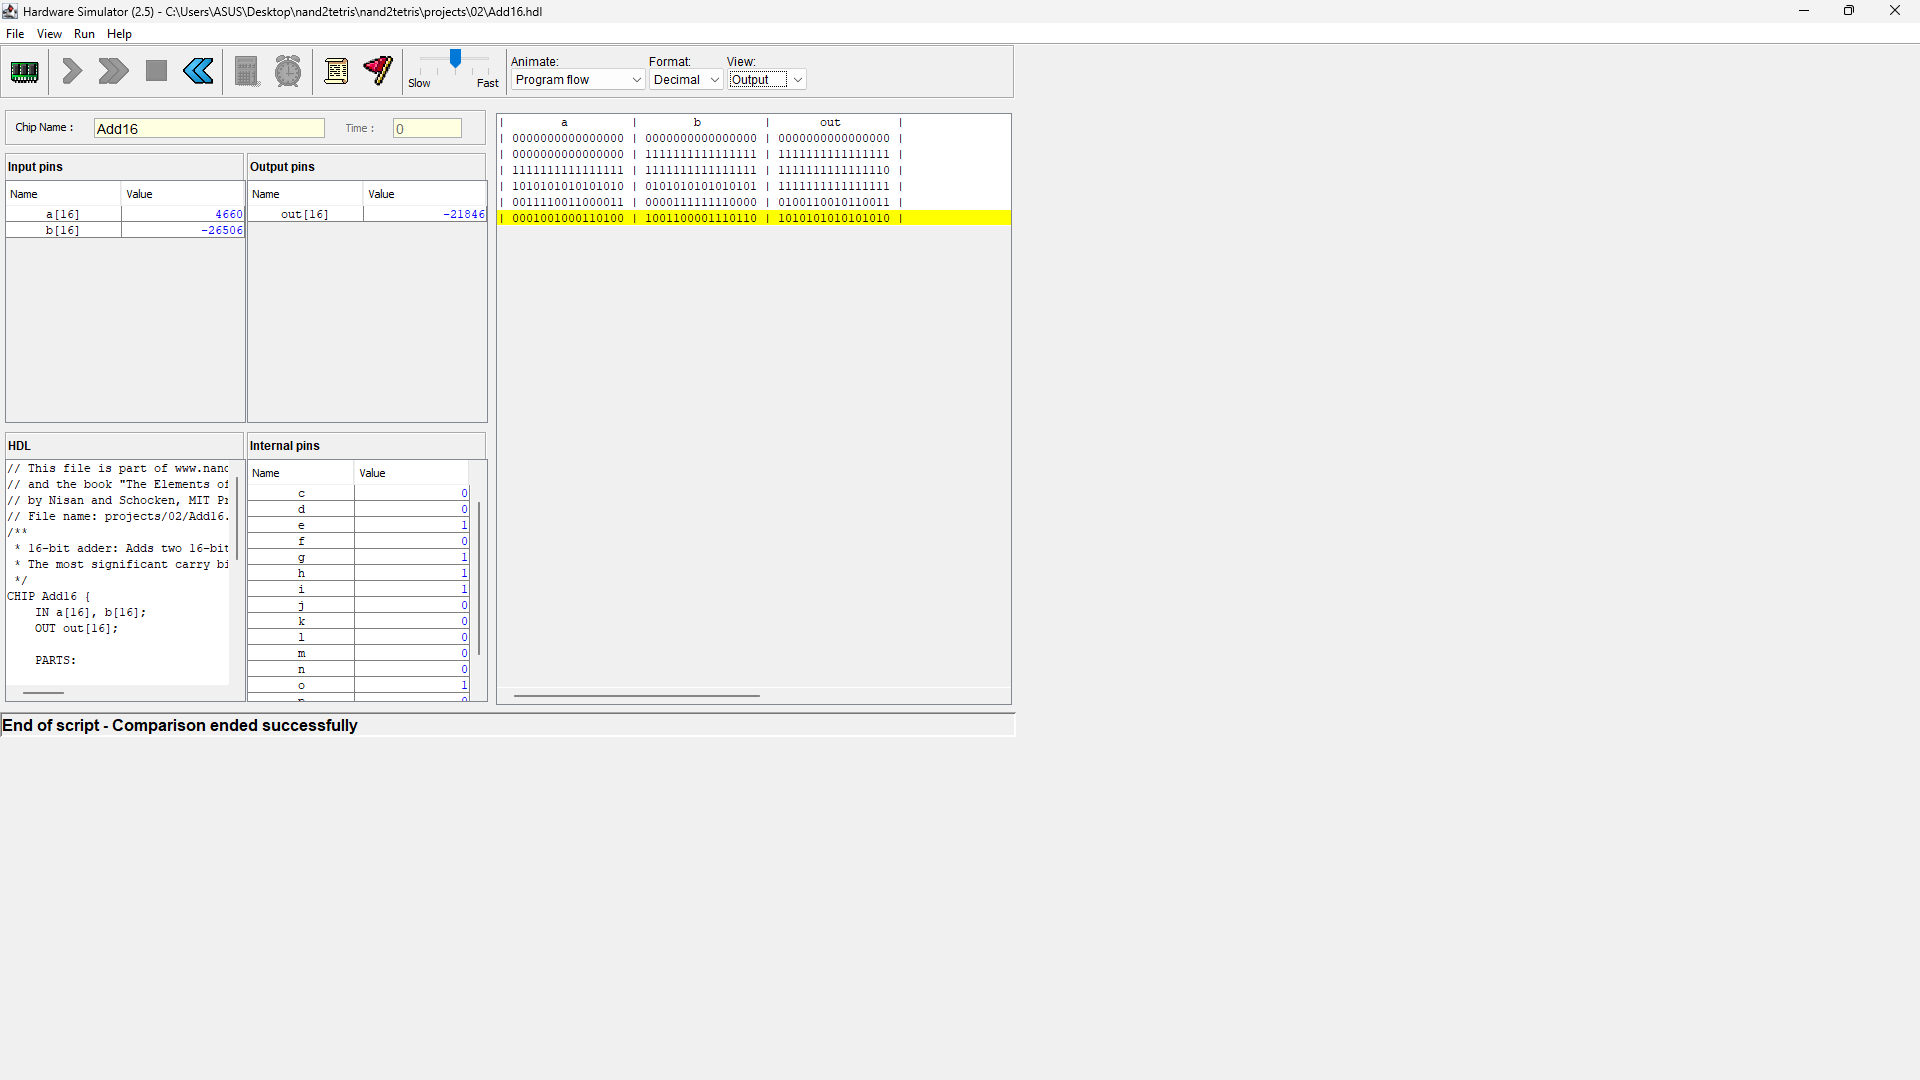 Hardware Simulator (2.5) - C:\Users\ASUS\Desktop\nand2tetris\nand2tetris\projects\02\Add16.hdl
File View Run Help
Slow Fast
Animate: Format: View:
Program flow Decimal Output
Chip Name : Add16 Time : 0
Input pins
Name Value
a[16] 4660
b[16] -26506
Output pins
Name Value
out[16] -21846
HDL
// This file is part of www.nand
// and the book "The Elements of
// by Nisan and Schocken, MIT Pr
// File name: projects/02/Add16.
/**
* 16-bit adder: Adds two 16-bit
* The most significant carry bi
*/
CHIP Add16 {
IN a[16], b[16];
OUT out[16];
PARTS:
Internal pins
Name Value
c 0
d 0
e 1
f 0
g 1
h 1
i 1
j 0
k 0
l 0
m 0
n 0
o 1
| a | b | out |
| 0000000000000000 | 0000000000000000 | 0000000000000000 |
| 0000000000000000 | 1111111111111111 | 1111111111111111 |
| 1111111111111111 | 1111111111111111 | 1111111111111110 |
| 1010101010101010 | 0101010101010101 | 1111111111111111 |
| 0011110011000011 | 0000111111110000 | 0100110010110011 |
| 0001001000110100 | 1001100001110110 | 1010101010101010 |
End of script - Comparison ended successfully